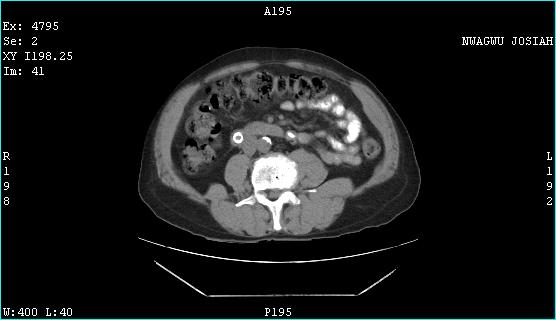 A195
Ex: 4795
Se: 2
XY I198.25
Im: 41
NWAGWU JOSIAH
R
1
9
8
L
1
9
2
W:400 L:40
P195